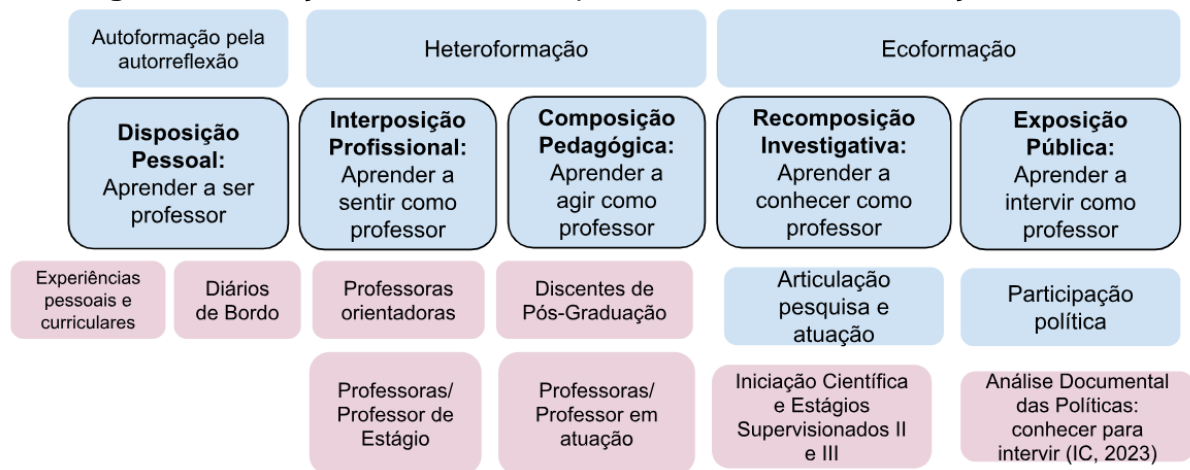 Autoformação pela
autorreflexão
Heteroformação
Ecoformação
Disposição
Pessoal:
Aprender a ser
professor
Interposição
Profissional:
Aprender a
sentir como
professor
Composição
Pedagógica:
Aprender a
agir como
professor
Recomposição
Investigativa:
Aprender a
conhecer como
professor
Exposição
Pública:
Aprender a
intervir como
professor
Experiências
pessoais e
curriculares
Diários
de Bordo
Professoras
orientadoras
Discentes de
Pós-Graduação
Articulação
pesquisa e
atuação
Participação
política
Professoras/
Professor de
Estágio
Professoras/
Professor em
atuação
Iniciação Científica
e Estágios
Supervisionados II
e III
Análise Documental
das Políticas:
conhecer para
intervir (IC, 2023)